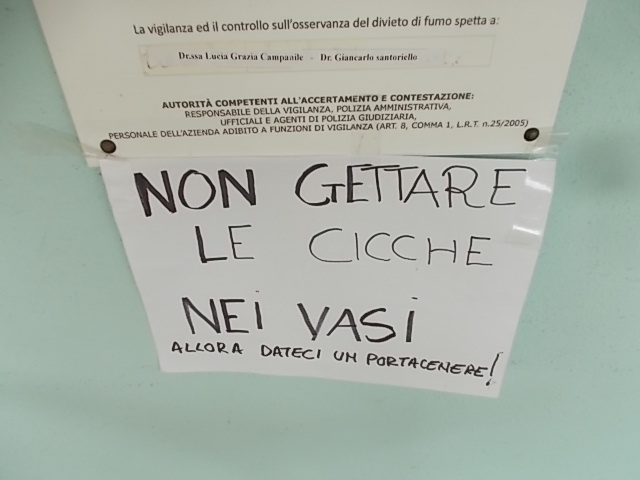 La vigilanza ed il controllo sull'osservanza del divieto di fumo spetta a:
Dr.ssa Lucia Grazia Campanile - Dr. Giancarlo santoriello
AUTORITÀ COMPETENTI ALL'ACCERTAMENTO E CONTESTAZIONE:
RESPONSABILE DELLA VIGILANZA, POLIZIA AMMINISTRATIVA,
UFFICIALI E AGENTI DI POLIZIA GIUDIZIARIA,
PERSONALE DELL'AZIENDA ADIBITO A FUNZIONI DI VIGILANZA (ART. 8, COMMA 1, L.R.T. n.25/2005)
NON GETTARE
LE CICCHE
NEI VASI
ALLORA DATECI UN PORTACENERE!